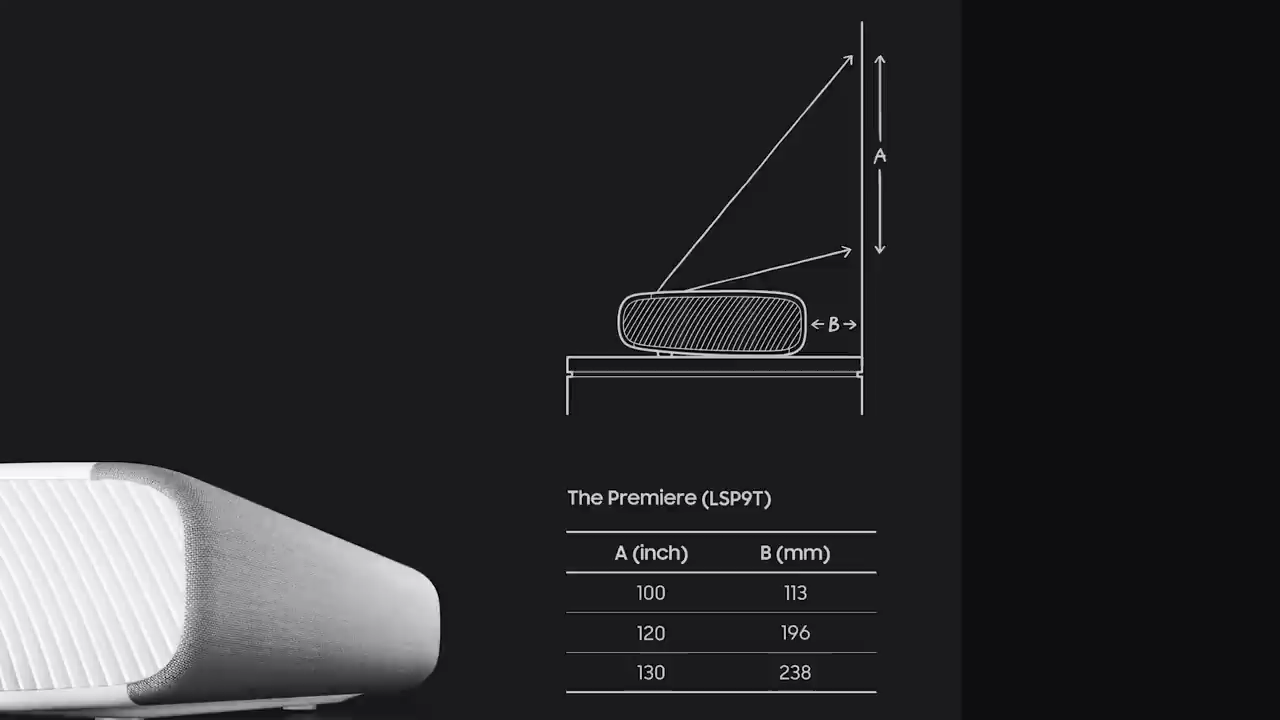 A
B
The Premiere (LSP9T)
A (inch) B (mm)
100 113
120 196
130 238